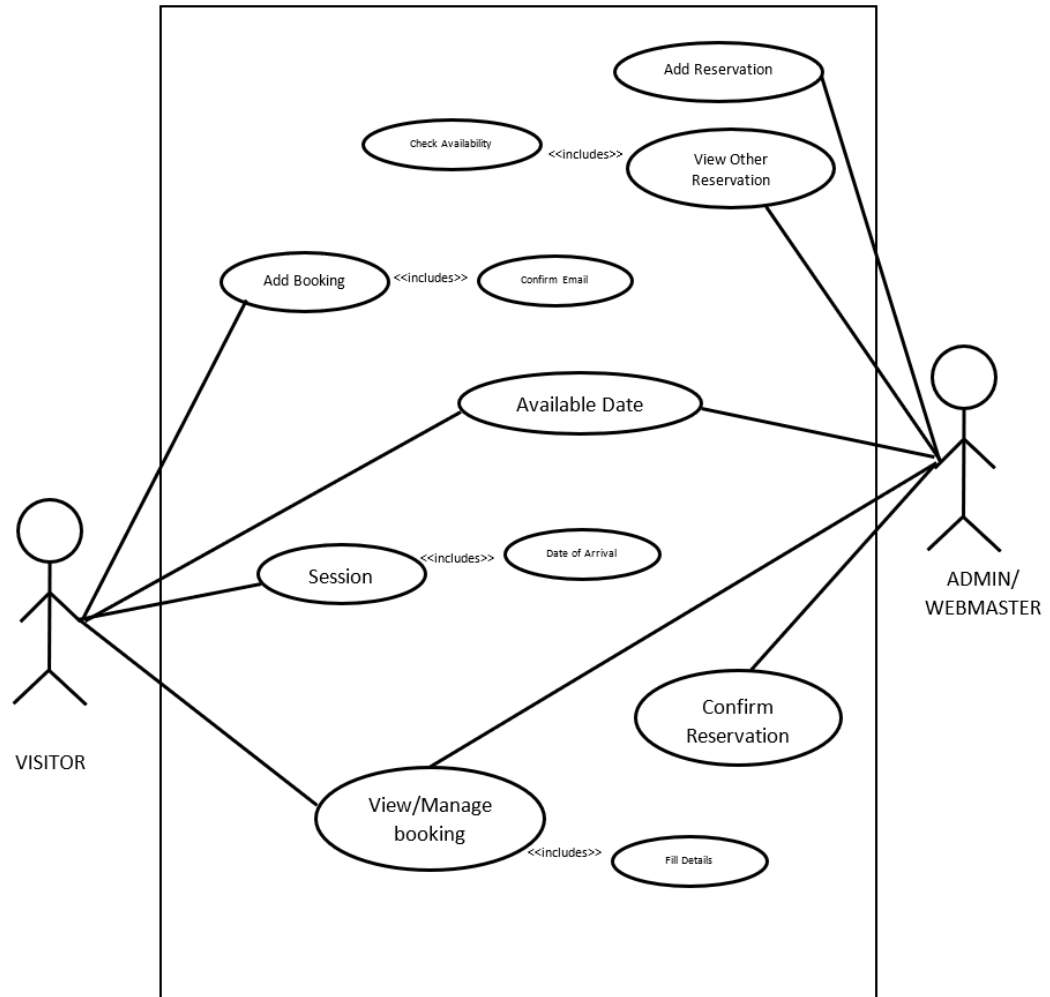 Add Reservation
Check Availability
<<includes>>
View Other
Reservation
Add Booking
<<includes>>
Confirm Email
Available Date
Session
<<includes>>
Date of Arrival
ADMIN/
WEBMASTER
Confirm
Reservation
VISITOR
View/Manage
booking
<<includes>>
Fill Details